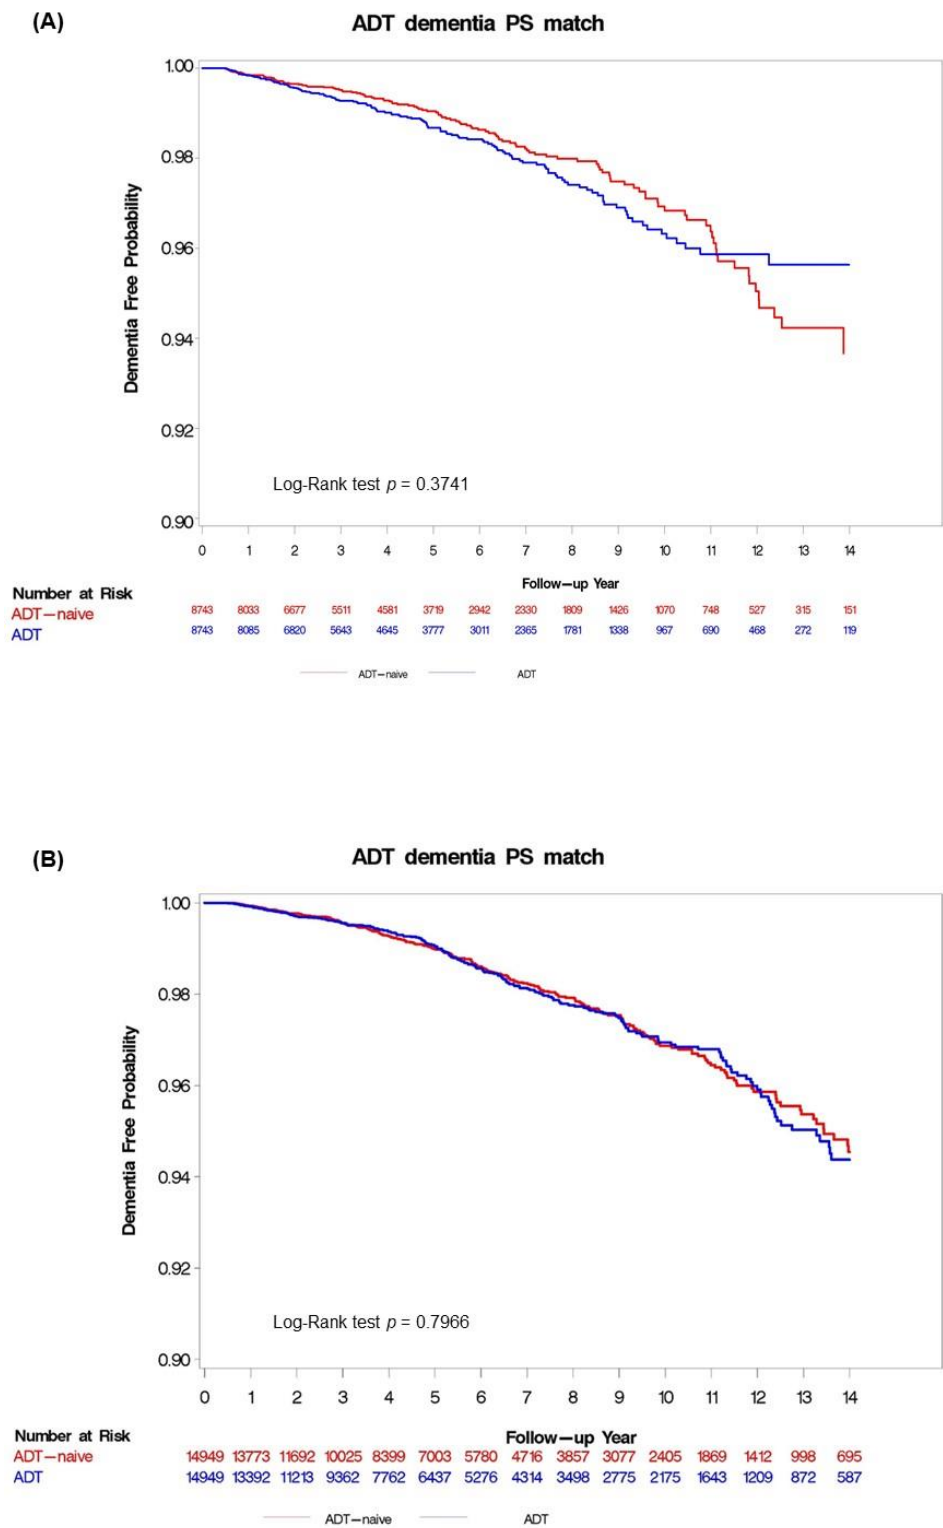 (A)
ADT dementia PS match
1.00
0.98
0.96
0.94
0.92
0.90
Dementia Free Probability
Log-Rank test p = 0.3741
0 1 2 3 4 5 6 7 8 9 10 11 12 13 14
Follow-up Year
Number at Risk
ADT-naive 8743 8033 6677 5511 4581 3719 2942 2330 1809 1426 1070 748 527 315 151
ADT 8743 8085 6820 5643 4645 3777 3011 2365 1781 1338 967 690 468 272 119
ADT-naive ADT
(B)
ADT dementia PS match
1.00
0.98
0.96
0.94
0.92
0.90
Dementia Free Probability
Log-Rank test p = 0.7966
0 1 2 3 4 5 6 7 8 9 10 11 12 13 14
Number at Risk Follow-up Year
ADT-naive 14949 13773 11692 10025 8399 7003 5780 4716 3857 3077 2405 1869 1412 998 695
ADT 14949 13392 11213 9362 7762 6437 5276 4314 3498 2775 2175 1643 1209 872 587
ADT-naive ADT